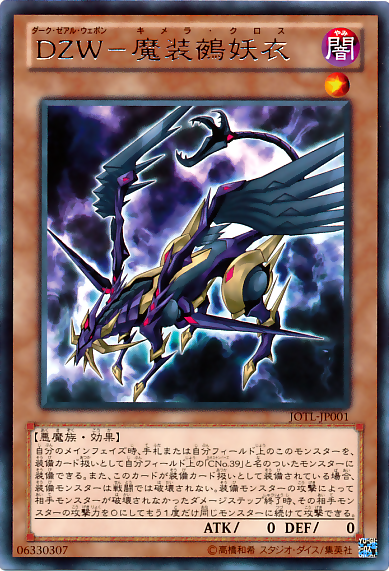 ダーク・ゼアル・ウェポン キメラ・クロス
DZW－魔装鵺妖衣
闇
やみ
JOTL-JP001
【悪魔族・効果】
自分のメインフェイズ時、手札または自分フィールド上のこのモンスターを、
装備カード扱いとして自分フィールド上の「CNo.39」と名のついたモンスターに
装備できる。また、このカードが装備カード扱いとして装備されている場合、
装備モンスターは戦闘では破壊されない。装備モンスターの攻撃によって
相手モンスターが破壊されなかったダメージステップ終了時、その相手モンス
ターの攻撃力を0にしてもう1度だけ同じモンスターに続けて攻撃できる。
ATK/ 0 DEF/ 0
06330307
©高橋和希 スタジオ・ダイス/集英社